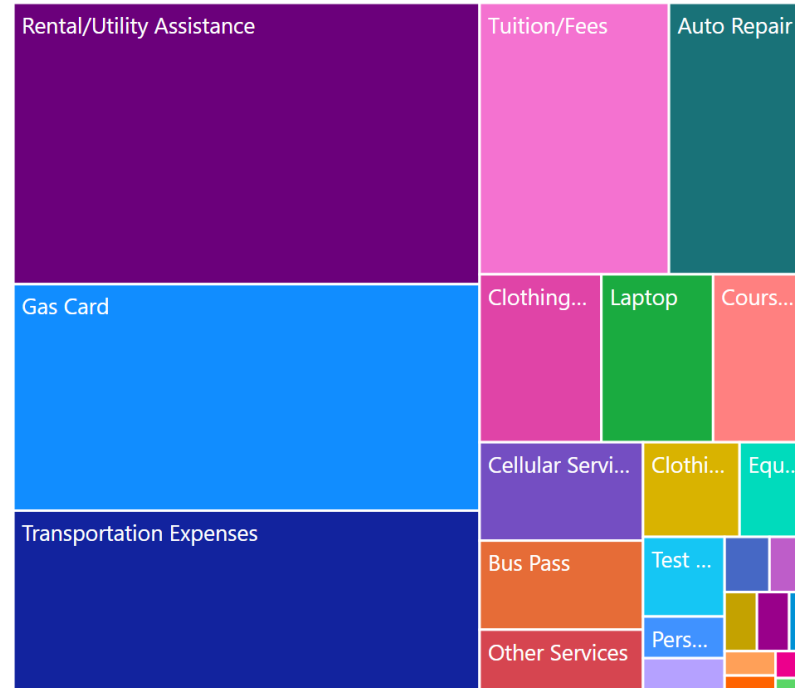 Rental/Utility Assistance
Tuition/Fees
Auto Repair
Gas Card
Clothing...
Laptop
Cours...
Cellular Servi...
Clothi...
Equ...
Transportation Expenses
Bus Pass
Test ...
Pers...
Other Services